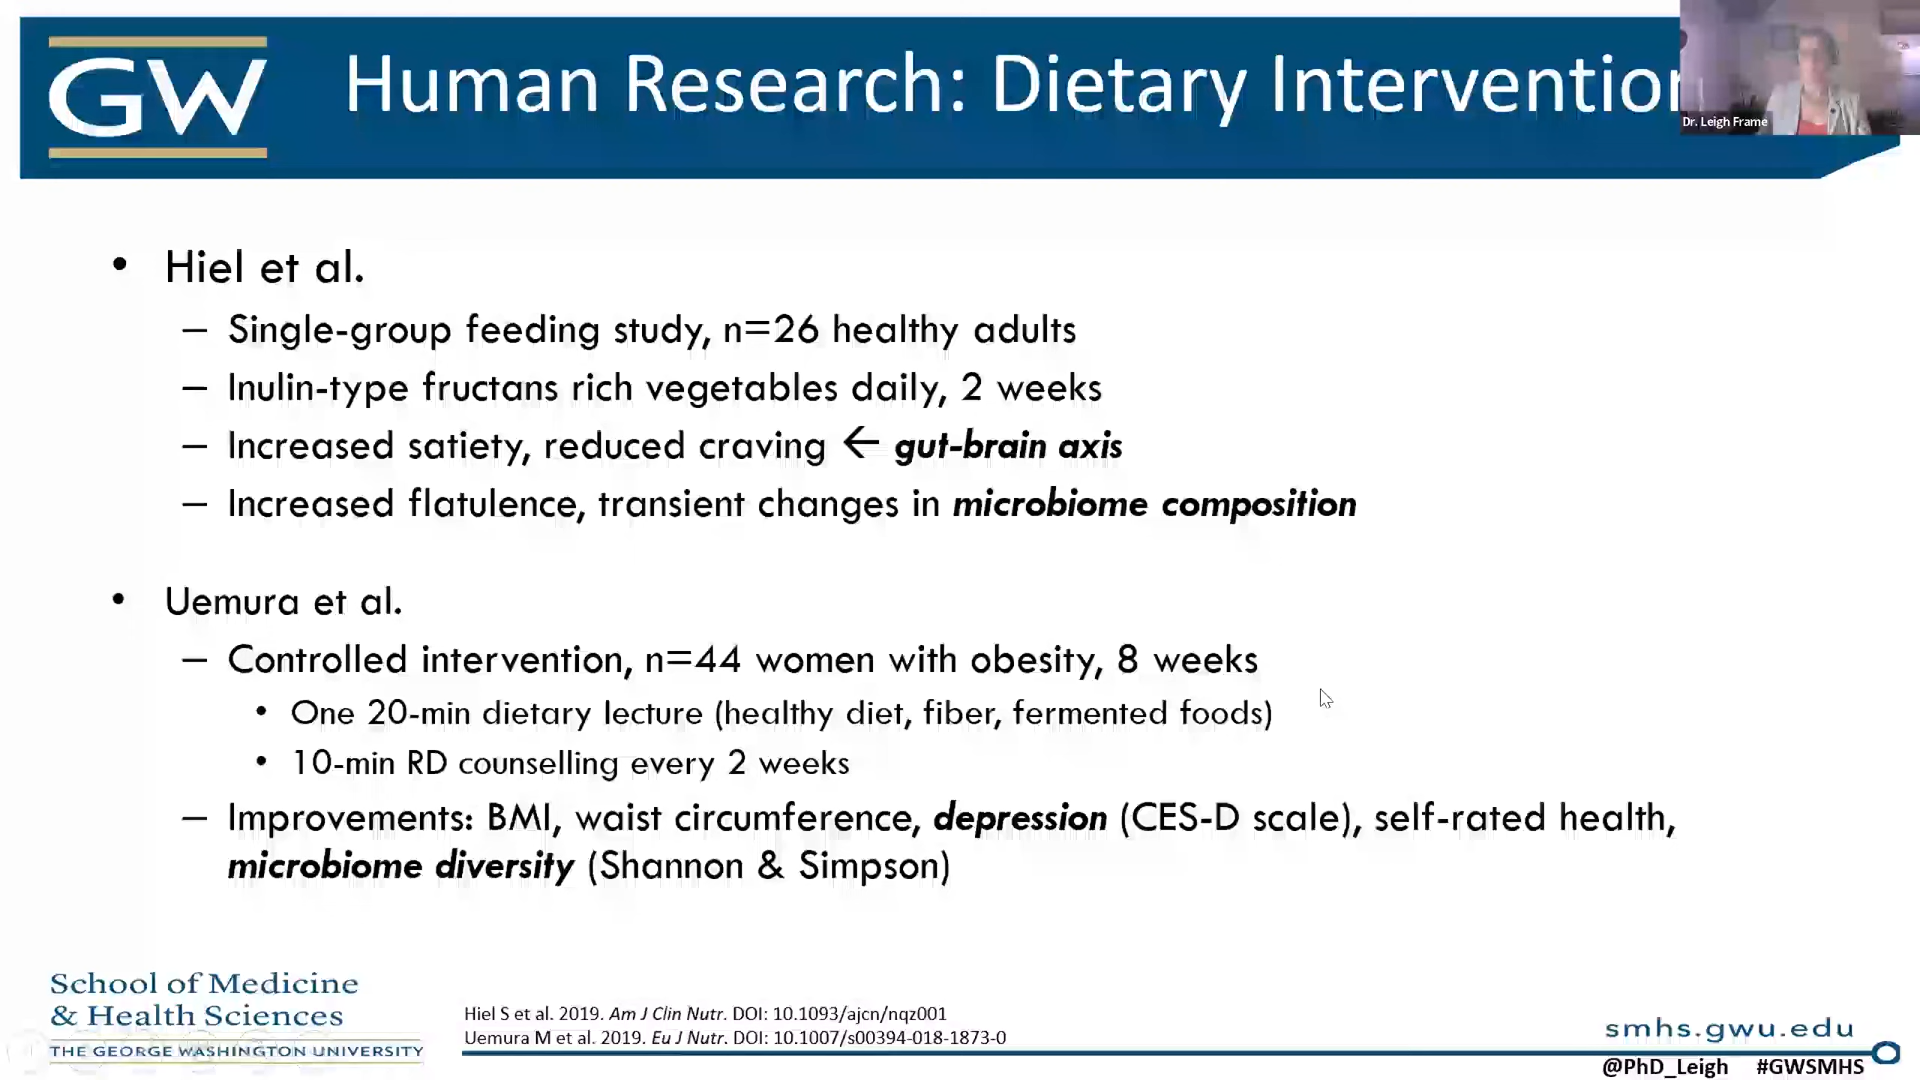 GW
Human Research: Dietary Intervention
Dr. Leigh Frame
• Hiel et al.
– Single-group feeding study, n=26 healthy adults
– Inulin-type fructans rich vegetables daily, 2 weeks
– Increased satiety, reduced craving ← gut-brain axis
– Increased flatulence, transient changes in microbiome composition
• Uemura et al.
– Controlled intervention, n=44 women with obesity, 8 weeks
• One 20-min dietary lecture (healthy diet, fiber, fermented foods)
• 10-min RD counselling every 2 weeks
– Improvements: BMI, waist circumference, depression (CES-D scale), self-rated health,
microbiome diversity (Shannon & Simpson)
School of Medicine
& Health Sciences
THE GEORGE WASHINGTON UNIVERSITY
Hiel S et al. 2019. Am J Clin Nutr. DOI: 10.1093/ajcn/nqz001
Uemura M et al. 2019. Eu J Nutr. DOI: 10.1007/s00394-018-1873-0
smhs.gwu.edu
@PhD_Leigh #GWSMHS